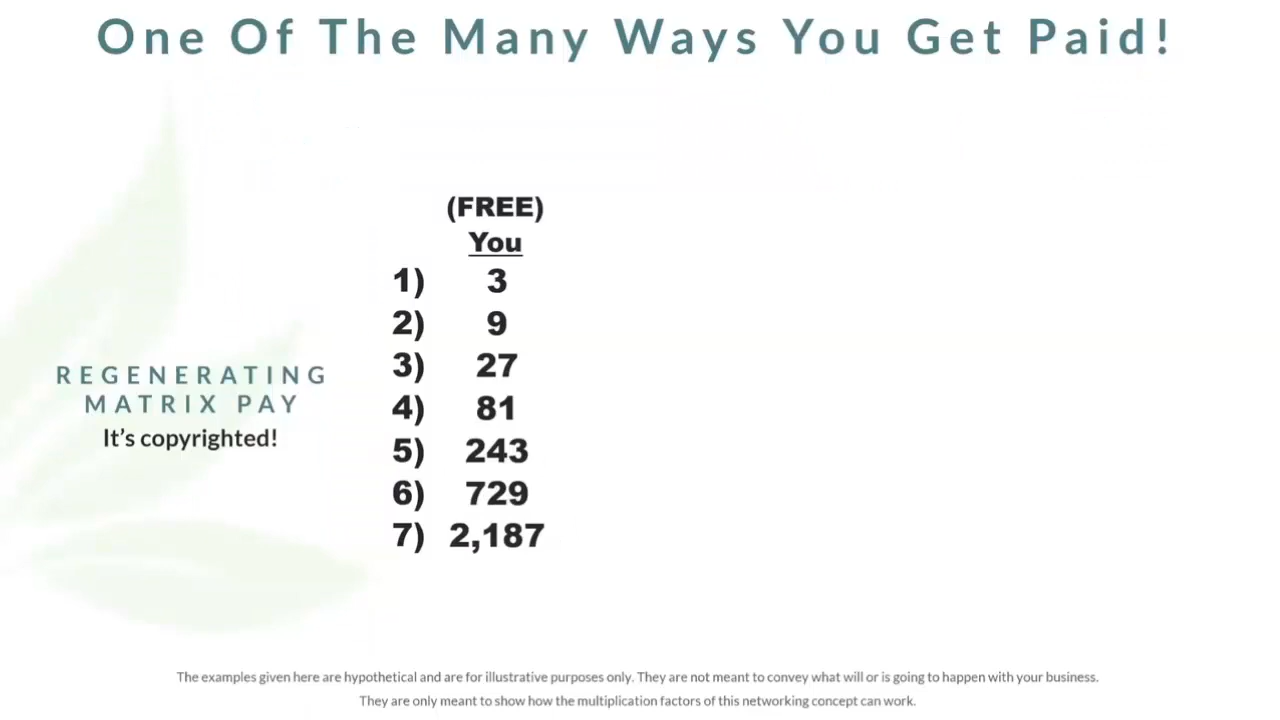 One Of The Many Ways You Get Paid!
(FREE)
You
1) 3
2) 9
3) 27
4) 81
5) 243
6) 729
7) 2,187
REGENERATING
MATRIX PAY
It's copyrighted!
The examples given here are hypothetical and are for illustrative purposes only. They are not meant to convey what will or is going to happen with your business.
They are only meant to show how the multiplication factors of this networking concept can work.